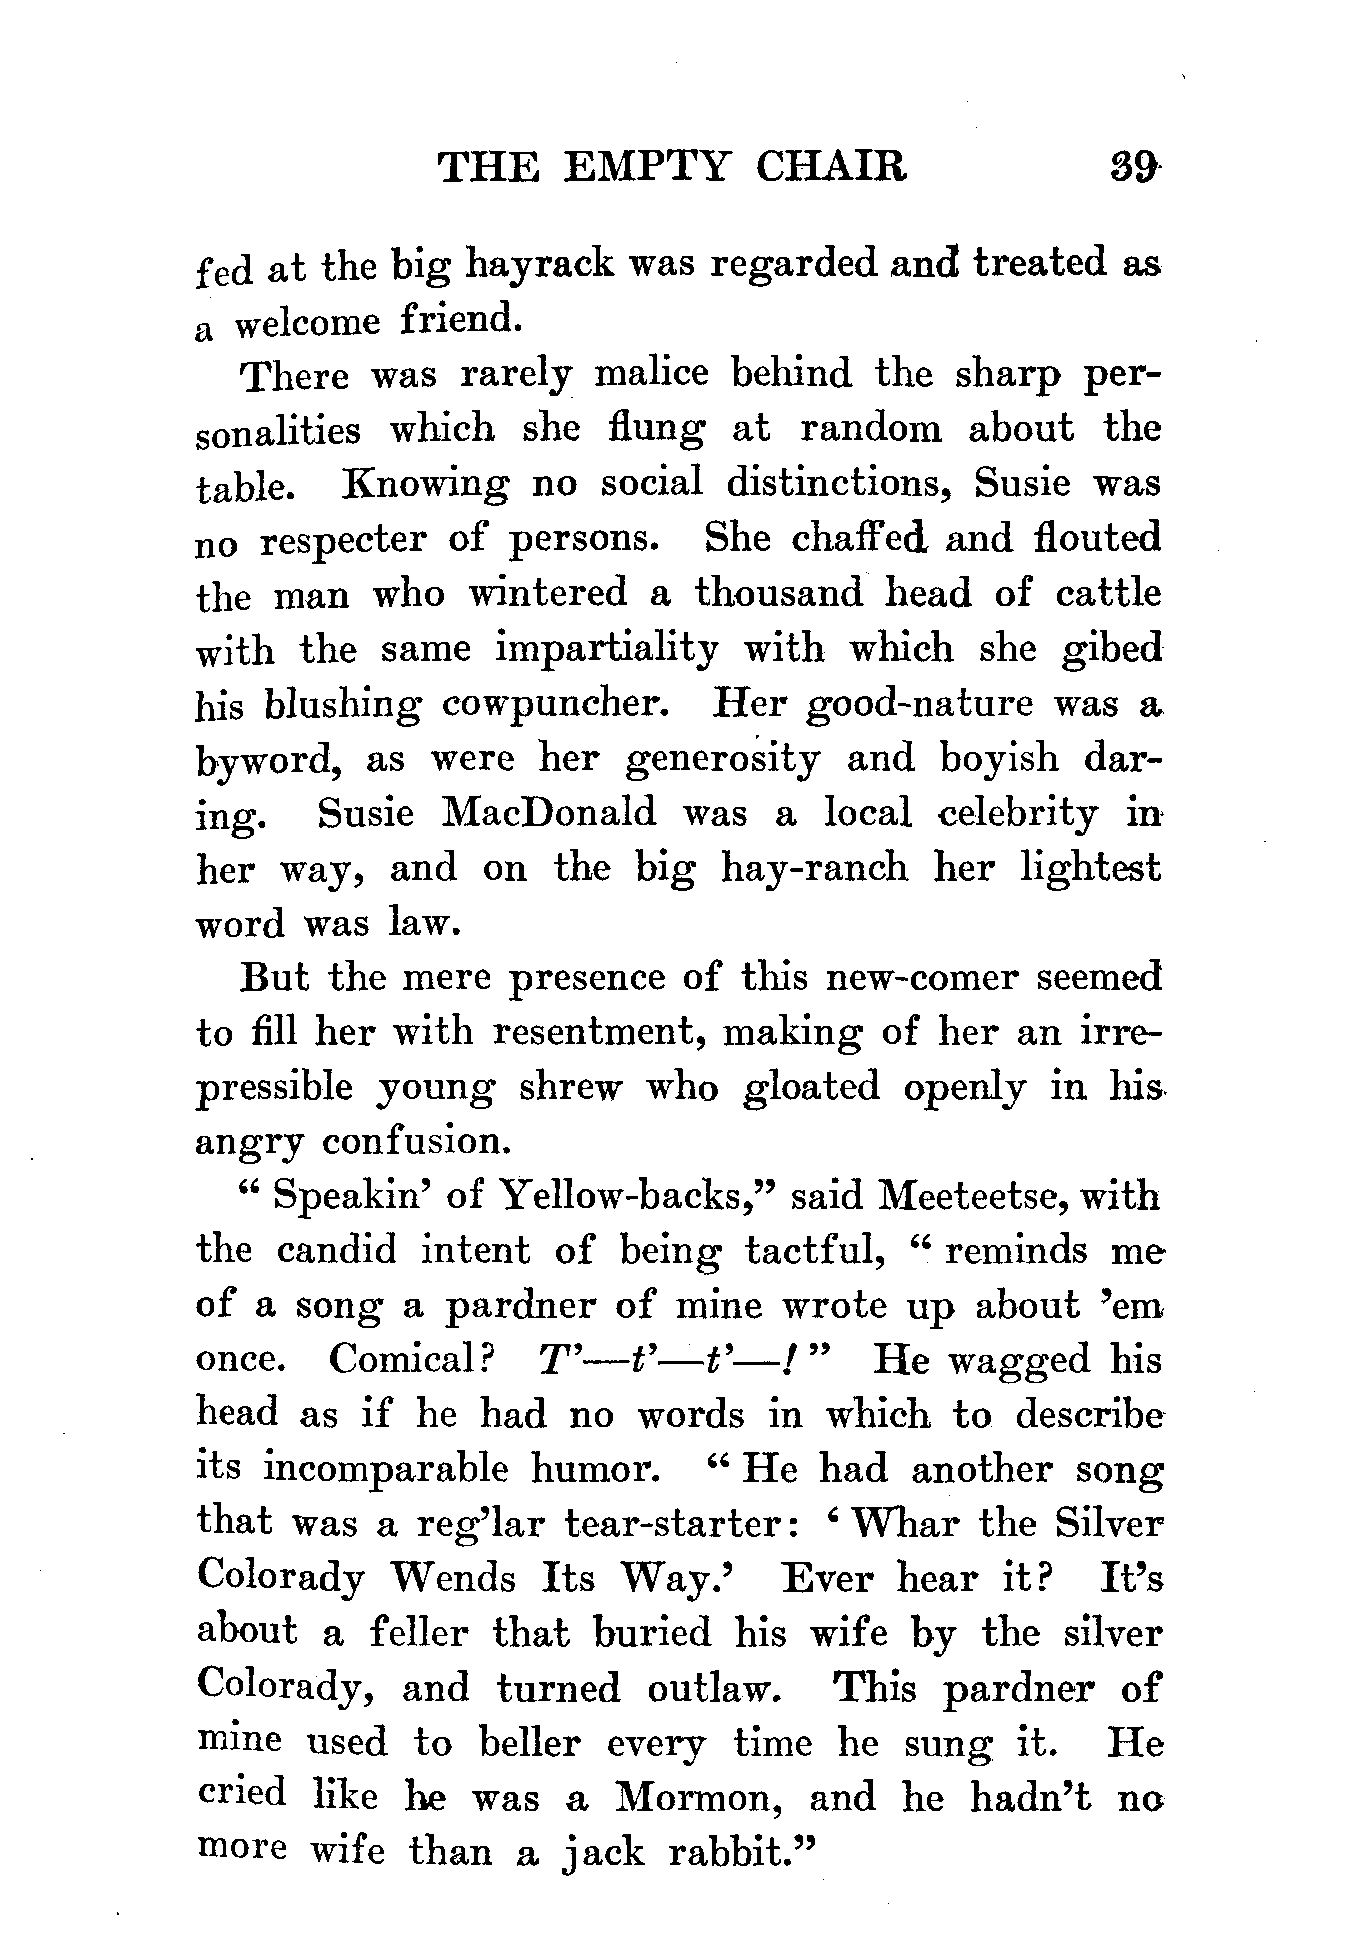 THE EMPTY CHAIR 39
fed at the big hayrack was regarded and treated as
a welcome friend.
There was rarely malice behind the sharp per-
sonalities which she flung at random about the
table. Knowing no social distinctions, Susie was
no respecter of persons. She chaffed and flouted
the man who wintered a thousand head of cattle
with the same impartiality with which she gibed
his blushing cowpuncher. Her good-nature was a
byword, as were her generosity and boyish dar-
ing. Susie MacDonald was a local celebrity in
her way, and on the big hay-ranch her lightest
word was law.
But the mere presence of this new-comer seemed
to fill her with resentment, making of her an irre-
pressible young shrew who gloated openly in his
angry confusion.
“ Speakin’ of Yellow-backs,” said Meeteetse, with
the candid intent of being tactful, “ reminds me
of a song a pardner of mine wrote up about ’em
once. Comical? T’—t’—t’—! ” He wagged his
head as if he had no words in which to describe
its incomparable humor. “ He had another song
that was a reg’lar tear-starter: ‘ Whar the Silver
Colorady Wends Its Way.’ Ever hear it? It’s
about a feller that buried his wife by the silver
Colorady, and turned outlaw. This pardner of
mine used to beller every time he sung it. He
cried like he was a Mormon, and he hadn’t no
more wife than a jack rabbit.”